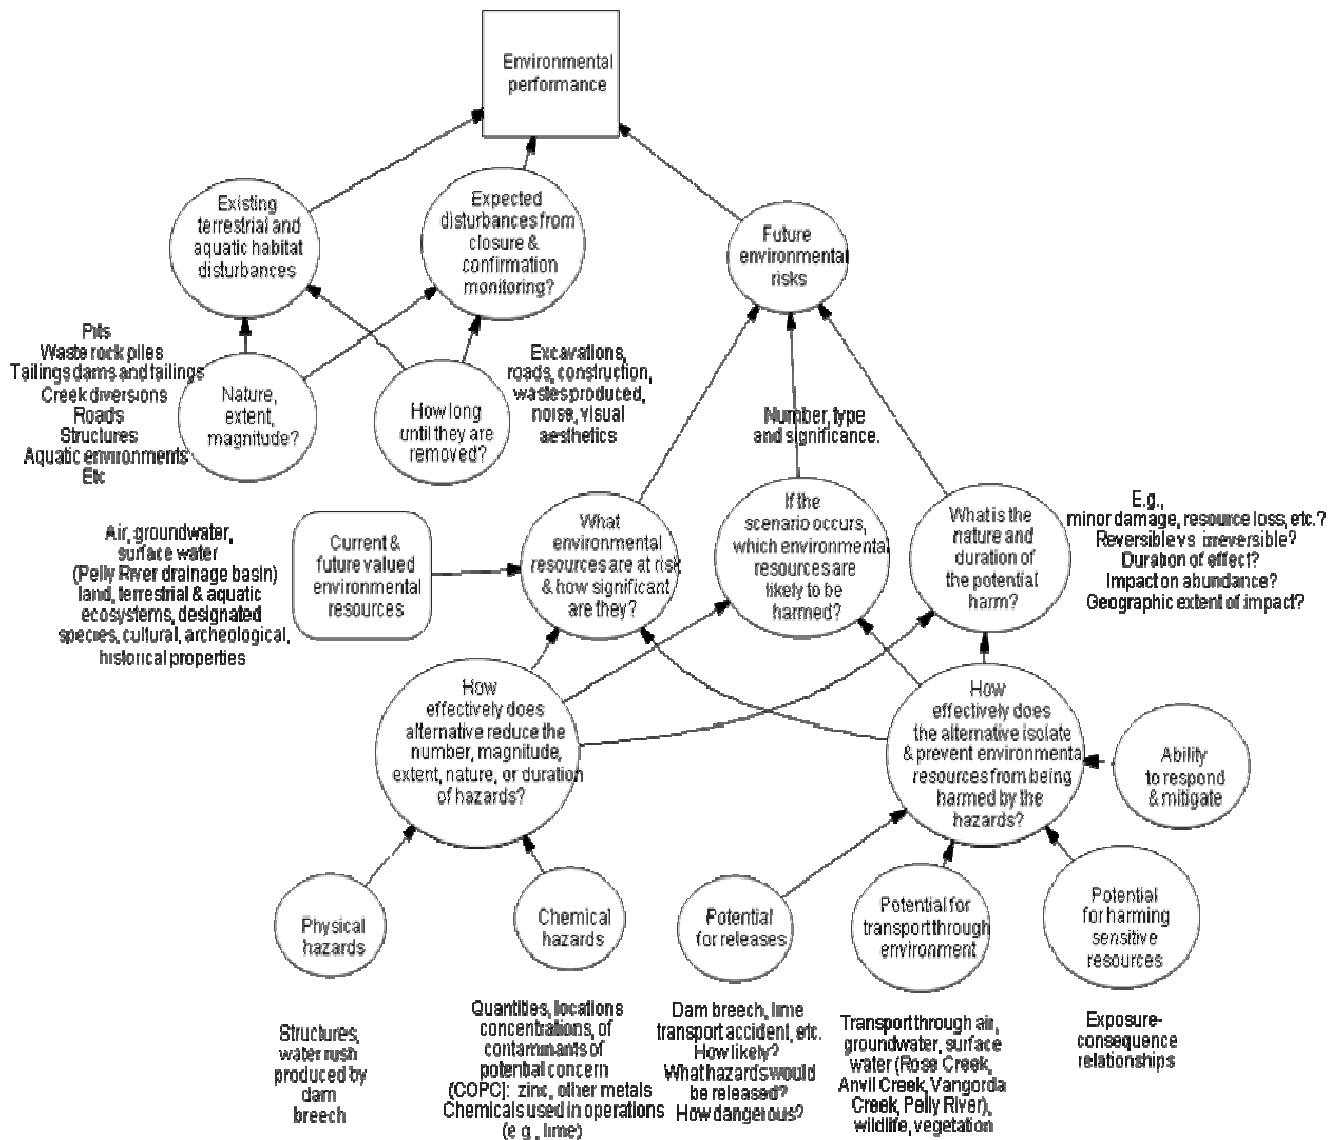 Environmental
performance
Existing
terrestrial and
aquatic habitat
disturbances
Expected
disturbances from
closure &
confirmation
monitoring?
Future
environmental
risks
Pits
Waste rock piles
Tailings dams and tailings
Creek diversions
Roads
Structures
Aquatic environments
Etc
Nature,
extent,
magnitude?
How long
until they are
removed?
Excavations,
roads, construction,
wastes produced,
noise, visual
aesthetics
Number, type
and significance.
Air, groundwater,
surface water
(Pelly River drainage basin)
land, terrestrial & aquatic
ecosystems, designated
species, cultural, archeological,
historical properties
Current &
future valued
environmental
resources
What
environmental
resources are at risk
& how significant
are they?
If the
scenario occurs,
which environmental
resources are
likely to be
harmed?
What is the
nature and
duration of
the potential
harm?
E.g.,
minor damage, resource loss, etc.?
Reversible vs irreversible?
Duration of effect?
Impact on abundance?
Geographic extent of impact?
How
effectively does
alternative reduce the
number, magnitude,
extent, nature, or duration
of hazards?
How
effectively does
the alternative isolate
& prevent environmenta
resources from being
harmed by the
hazards?
Ability
to respond
& mitigate
Physical
hazards
Chemical
hazards
Potential
for releases
Potential for
transport through
environment
Potential
for harming
sensitive
resources
Structures,
water rush
produced by
dam
breech
Quantities, locations
concentrations, of
contaminants of
potential concern
(COPC): zinc, other metals
Chemicals used in operations
(e.g., lime)
Dam breech, lime
transport accident, etc.
How likely?
What hazards would
be released?
How dangerous?
Transport through air,
groundwater, surface
water (Rose Creek,
Anvil Creek, Vangorda
Creek, Pelly River),
wildlife, vegetation
Exposure-
consequence
relationships